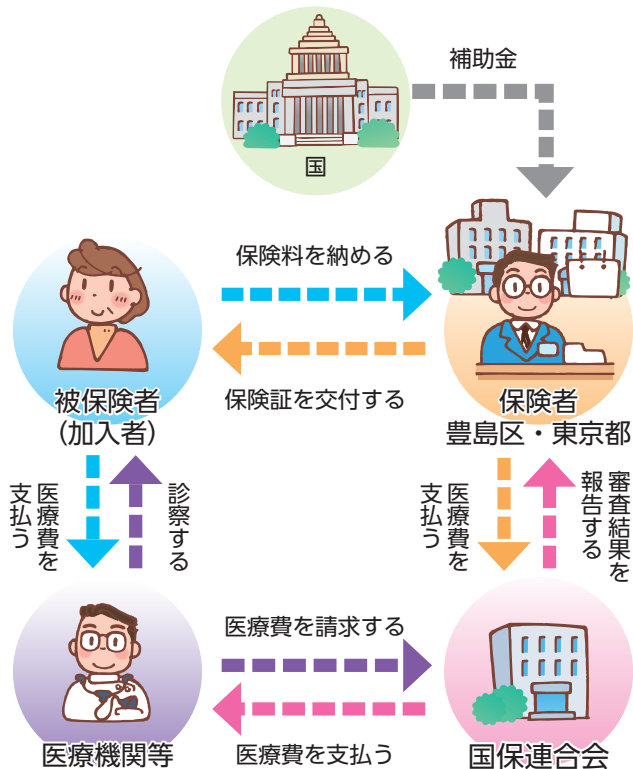 補助金
国
保険料を納める
保険証を交付する
被保険者
(加入者)
保険者
豊島区・東京都
医療費を
支払う
診察する
医療費を
支払う
審査結果を
報告する
医療費を請求する
医療費を支払う
医療機関等
国保連合会